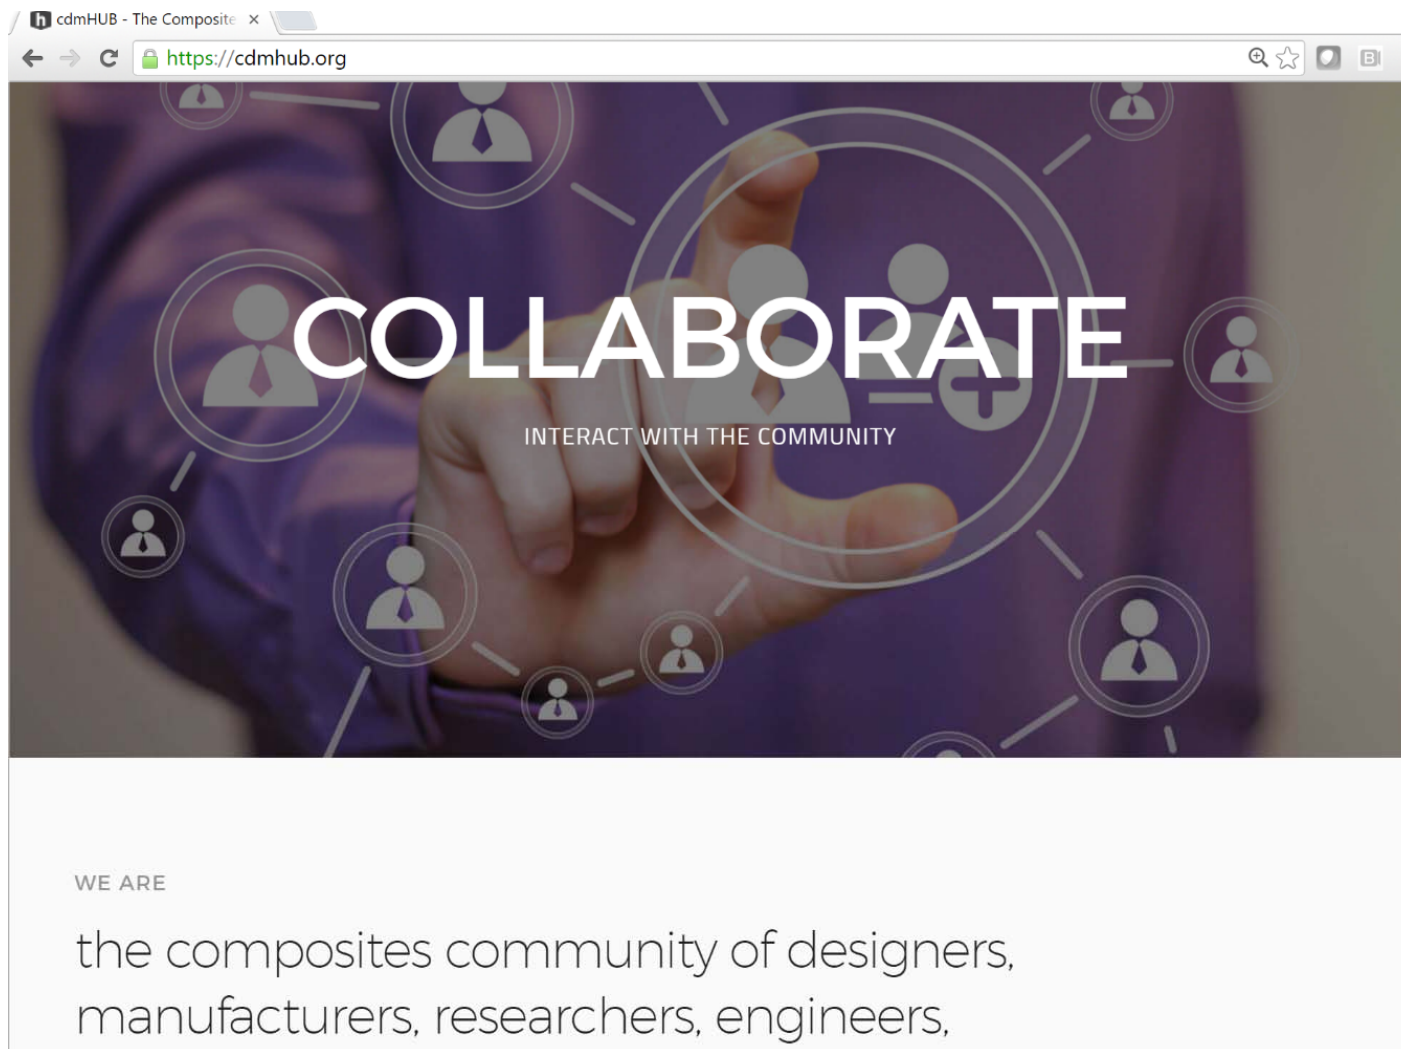 cdmHUB - The Composite
https://cdmhub.org
COLLABORATE
INTERACT WITH THE COMMUNITY
WE ARE
the composites community of designers,
manufacturers, researchers, engineers,